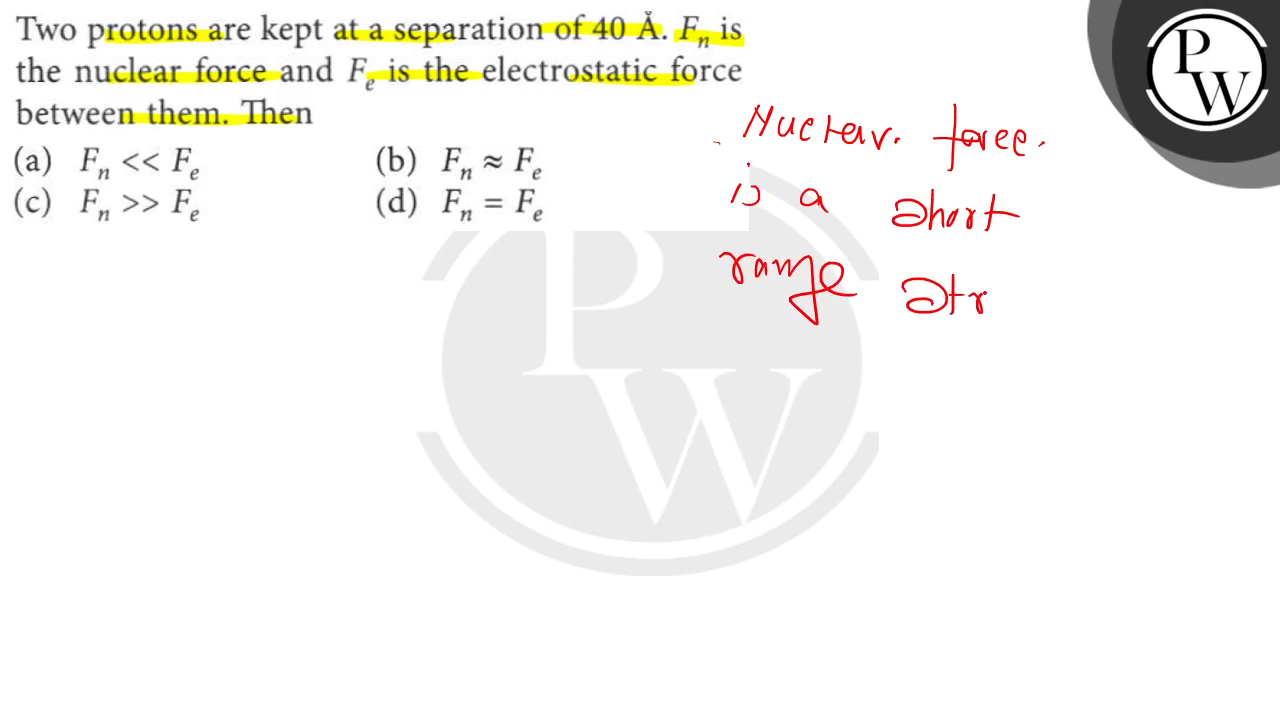 Two protons are kept at a separation of 40 Å. Fₙ is
the nuclear force and Fₑ is the electrostatic force
between them. Then
(a) Fₙ << Fₑ (b) Fₙ ≈ Fₑ
(c) Fₙ >> Fₑ (d) Fₙ = Fₑ
Nuclear force
is a short
range str
P
W
P
W